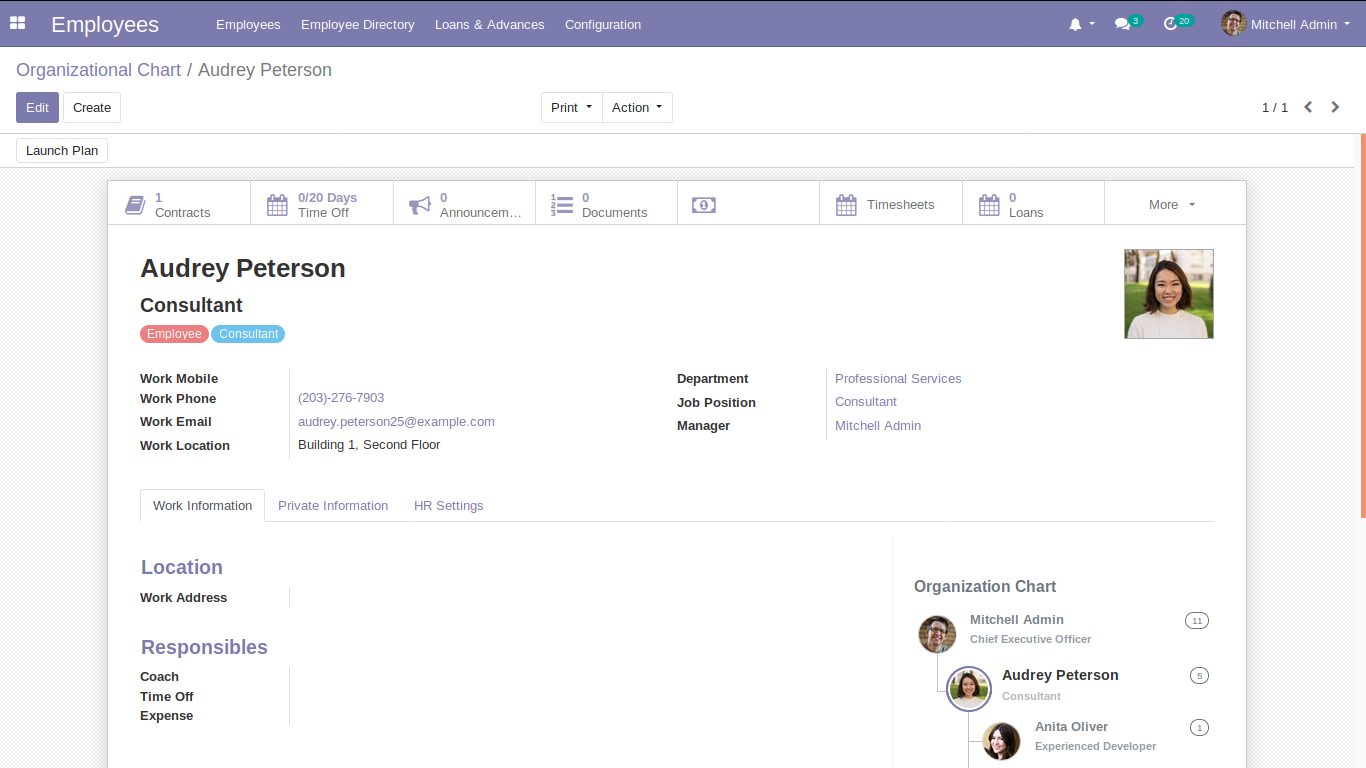 Employees Employees Employee Directory Loans & Advances Configuration 3 20 Mitchell Admin
Organizational Chart / Audrey Peterson
Edit Create Print Action 1 / 1
Launch Plan
1 Contracts
0/20 Days Time Off
0 Announcem...
0 Documents
1
Timesheets
0 Loans
More
Audrey Peterson
Consultant
Employee Consultant
Work Mobile
Work Phone (203)-276-7903
Work Email audrey.peterson25@example.com
Work Location Building 1, Second Floor
Department Professional Services
Job Position Consultant
Manager Mitchell Admin
Work Information Private Information HR Settings
Location
Work Address
Responsibles
Coach
Time Off
Expense
Organization Chart
Mitchell Admin 11
Chief Executive Officer
Audrey Peterson 5
Consultant
Anita Oliver 1
Experienced Developer